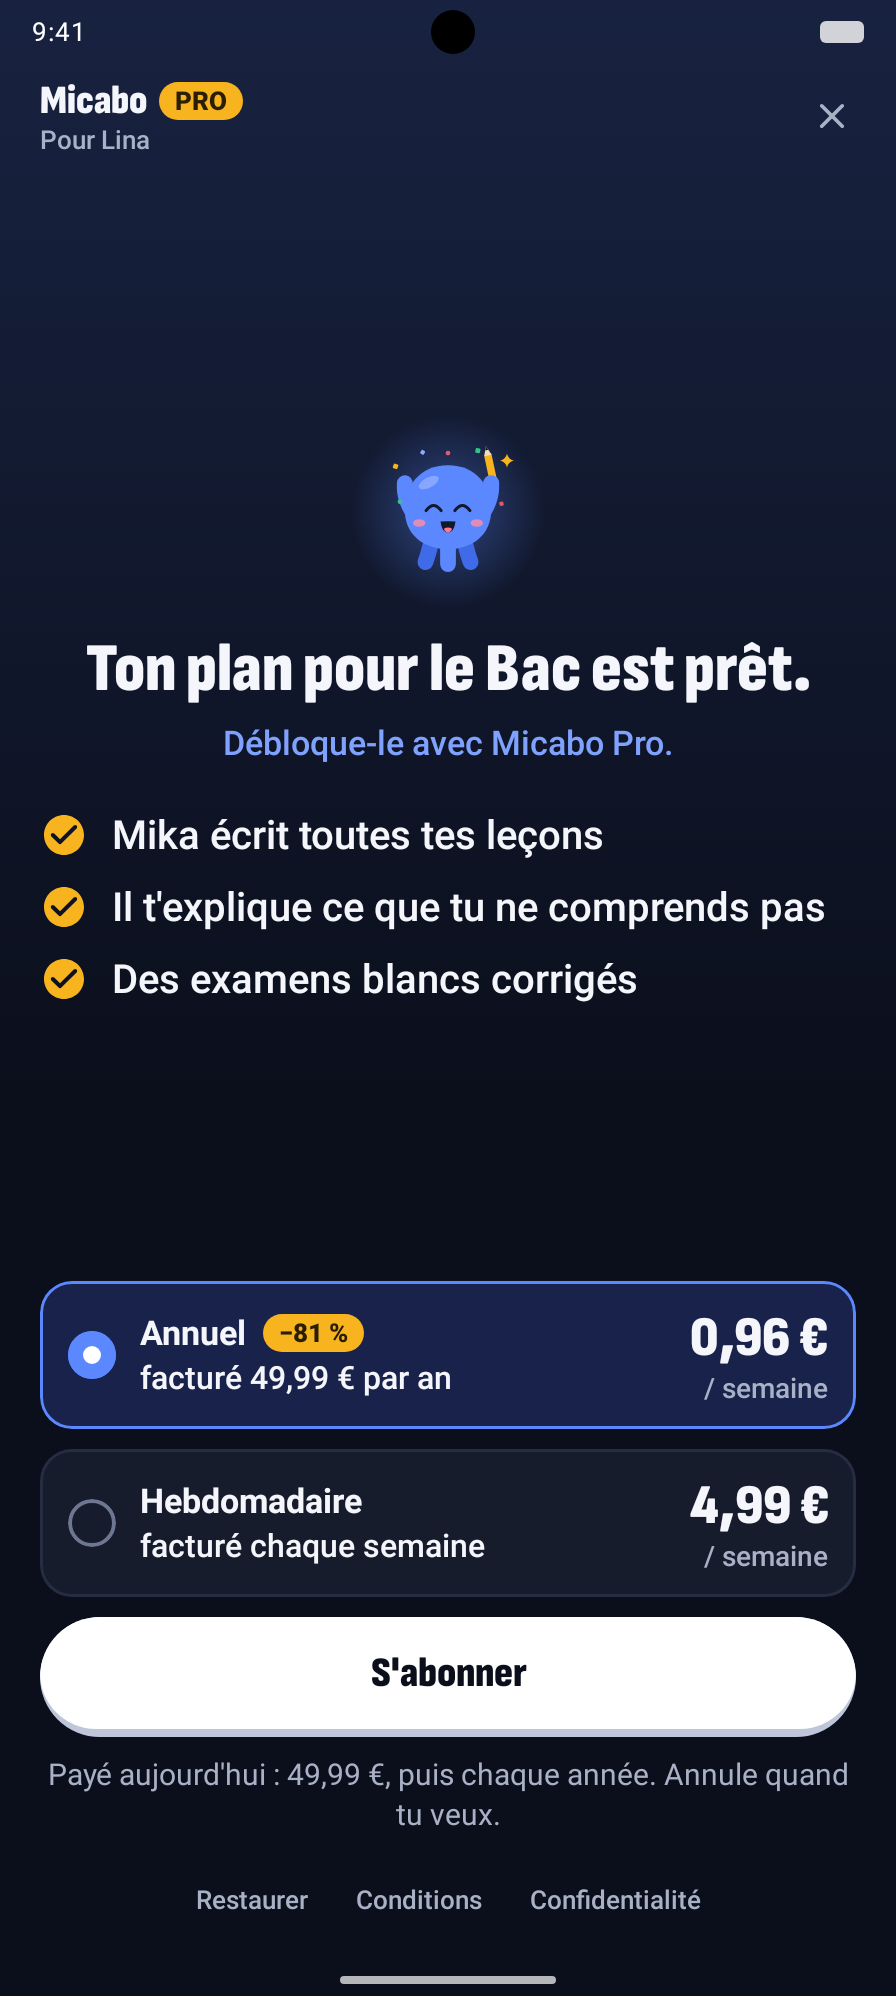 9:41
Micabo PRO
Pour Lina
Ton plan pour le Bac est prêt.
Débloque-le avec Micabo Pro.
Mika écrit toutes tes leçons
Il t'explique ce que tu ne comprends pas
Des examens blancs corrigés
Annuel −81 %
facturé 49,99 € par an
0,96 €
/ semaine
Hebdomadaire
facturé chaque semaine
4,99 €
/ semaine
S'abonner
Payé aujourd'hui : 49,99 €, puis chaque année. Annule quand
tu veux.
Restaurer Conditions Confidentialité